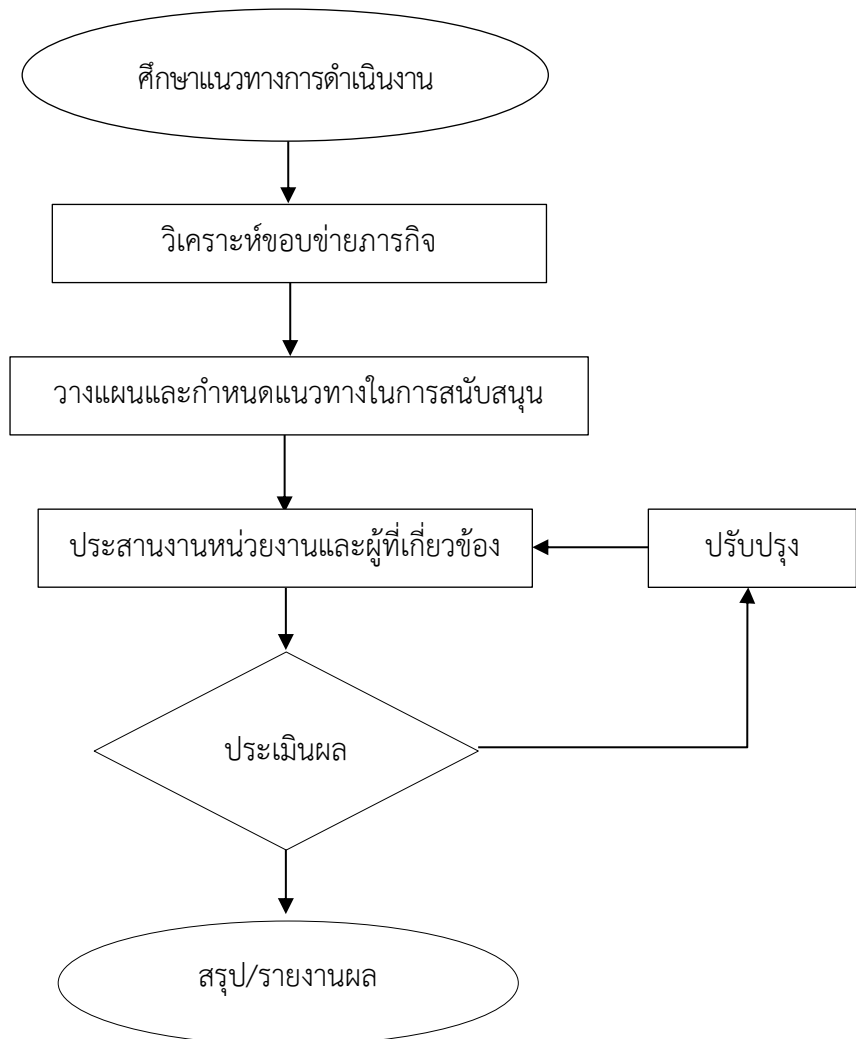 ศึกษาแนวทางการดำเนินงาน
วิเคราะห์ขอบข่ายภารกิจ
วางแผนและกำหนดแนวทางในการสนับสนุน
ประสานงานหน่วยงานและผู้ที่เกี่ยวข้อง
ปรับปรุง
ประเมินผล
สรุป/รายงานผล